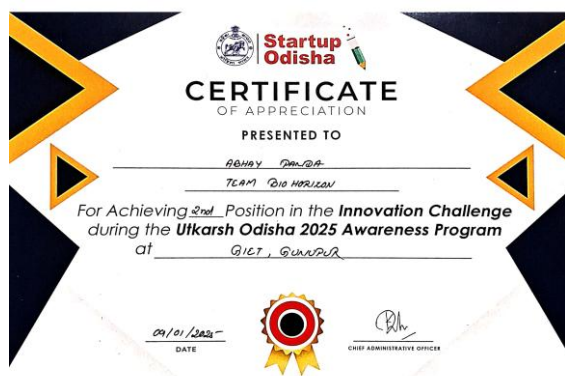 Startup
Odisha
CERTIFICATE
OF APPRECIATION
PRESENTED TO
ABHAY PANDA
TEAM BIO HORIZON
For Achieving 2nd Position in the Innovation Challenge
during the Utkarsh Odisha 2025 Awareness Program
at GIET, GUNUPUR
09/01/2025
DATE
CHIEF ADMINISTRATIVE OFFICER